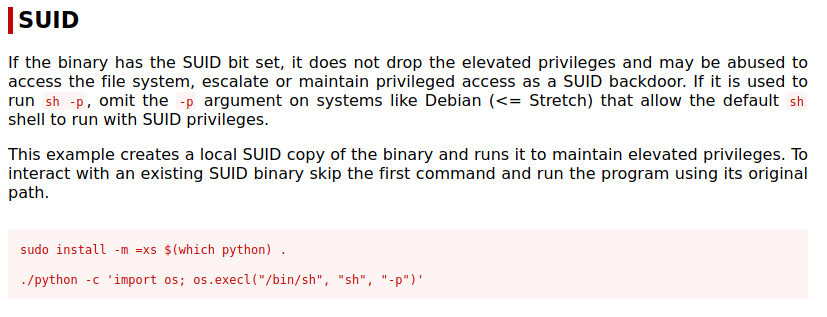 SUID
If the binary has the SUID bit set, it does not drop the elevated privileges and may be abused to
access the file system, escalate or maintain privileged access as a SUID backdoor. If it is used to
run sh -p, omit the -p argument on systems like Debian (<= Stretch) that allow the default sh
shell to run with SUID privileges.
This example creates a local SUID copy of the binary and runs it to maintain elevated privileges. To
interact with an existing SUID binary skip the first command and run the program using its original
path.
sudo install -m =xs $(which python) .
./python -c 'import os; os.execl("/bin/sh", "sh", "-p")'